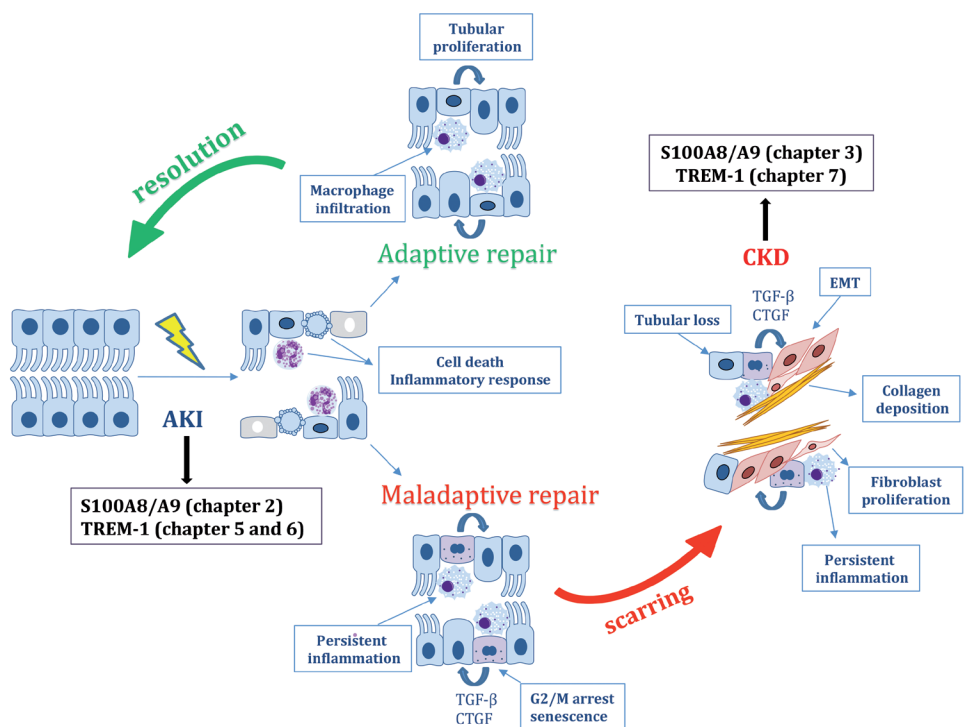 Tubular
proliferation
resolution
Macrophage
infiltration
Adaptive repair
S100A8/A9 (chapter 3)
TREM-1 (chapter 7)
CKD
TGF-β
CTGF
EMT
Tubular loss
Cell death
Inflammatory response
Collagen
deposition
AKI
S100A8/A9 (chapter 2)
TREM-1 (chapter 5 and 6)
Maladaptive repair
Fibroblast
proliferation
Persistent
inflammation
scarring
Persistent
inflammation
TGF-β
CTGF
G2/M arrest
senescence